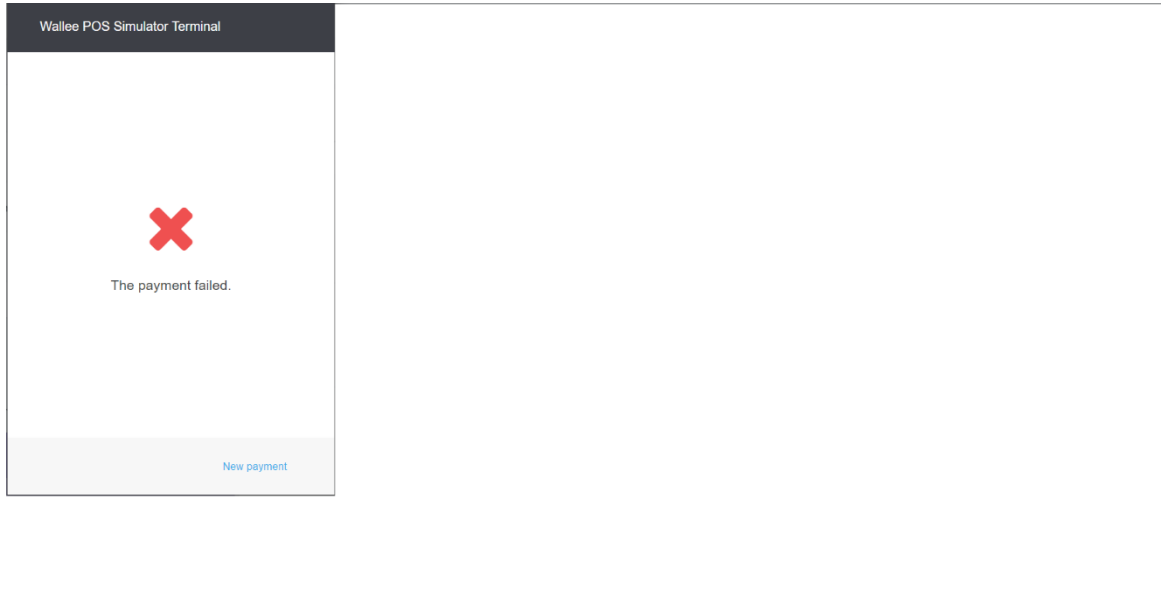 Wallee POS Simulator Terminal
The payment failed.
New payment